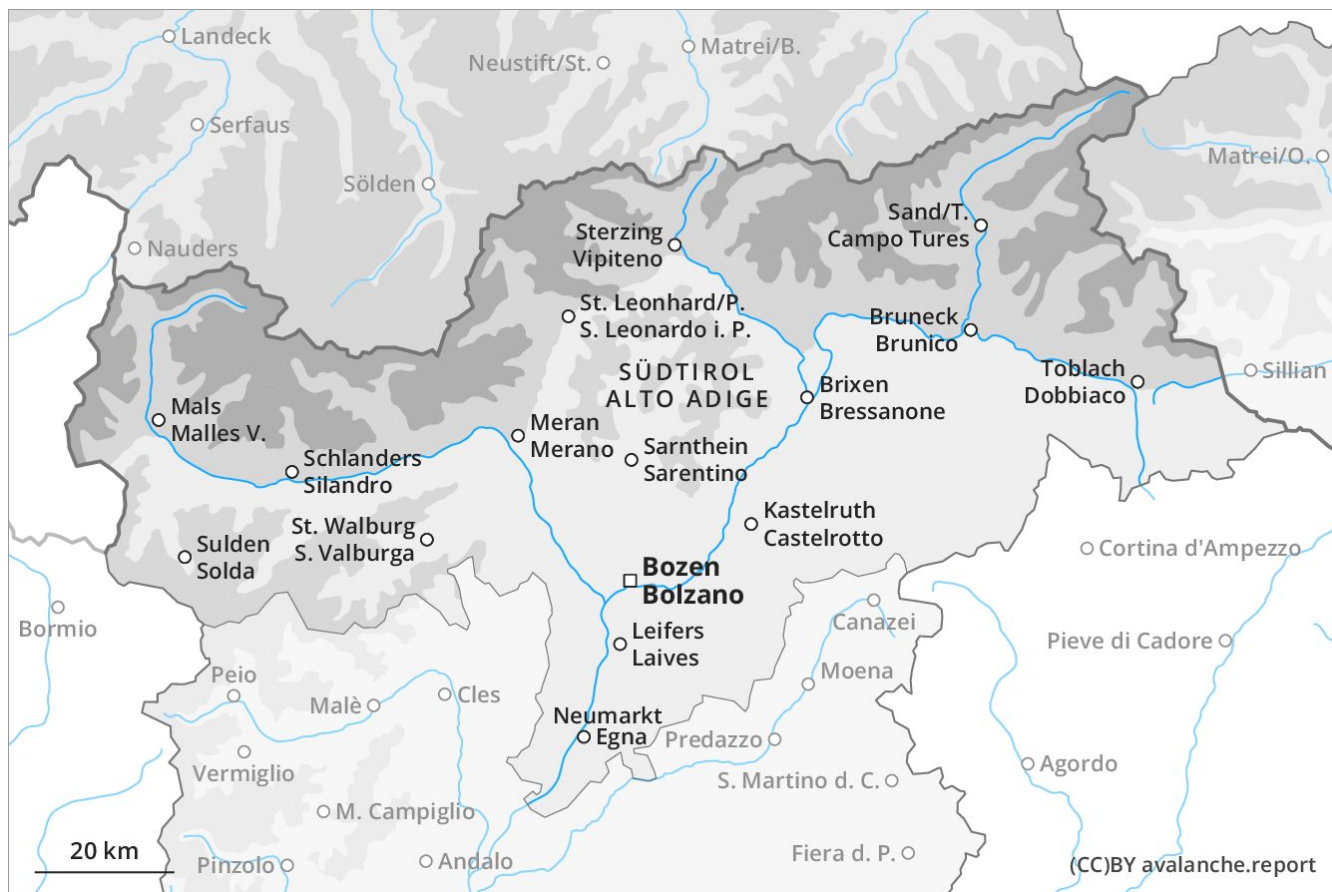 Landeck
Matrei/B.
Neustift/St.
Serfaus
Matrei/O.
Sölden
Sand/T.
Campo Tures
Sterzing
Vipiteno
Nauders
St. Leonhard/P.
S. Leonardo i. P.
Bruneck
Brunico
SÜDTIROL
ALTO ADIGE
Toblach
Dobbiaco
Sillian
Brixen
Bressanone
Mals
Malles V.
Meran
Merano
Sarnthein
Sarentino
Schlanders
Silandro
Kastelruth
Castelrotto
St. Walburg
S. Valburga
Sulden
Solda
Cortina d'Ampezzo
Bozen
Bolzano
Bormio
Canazei
Leifers
Laives
Pieve di Cadore
Peio
Moena
Malè
Cles
Neumarkt
Egna
Predazzo
Vermiglio
Agordo
S. Martino d. C.
M. Campiglio
20 km
Pinzolo
Andalo
Fiera d. P.
(CC)BY avalanche.report